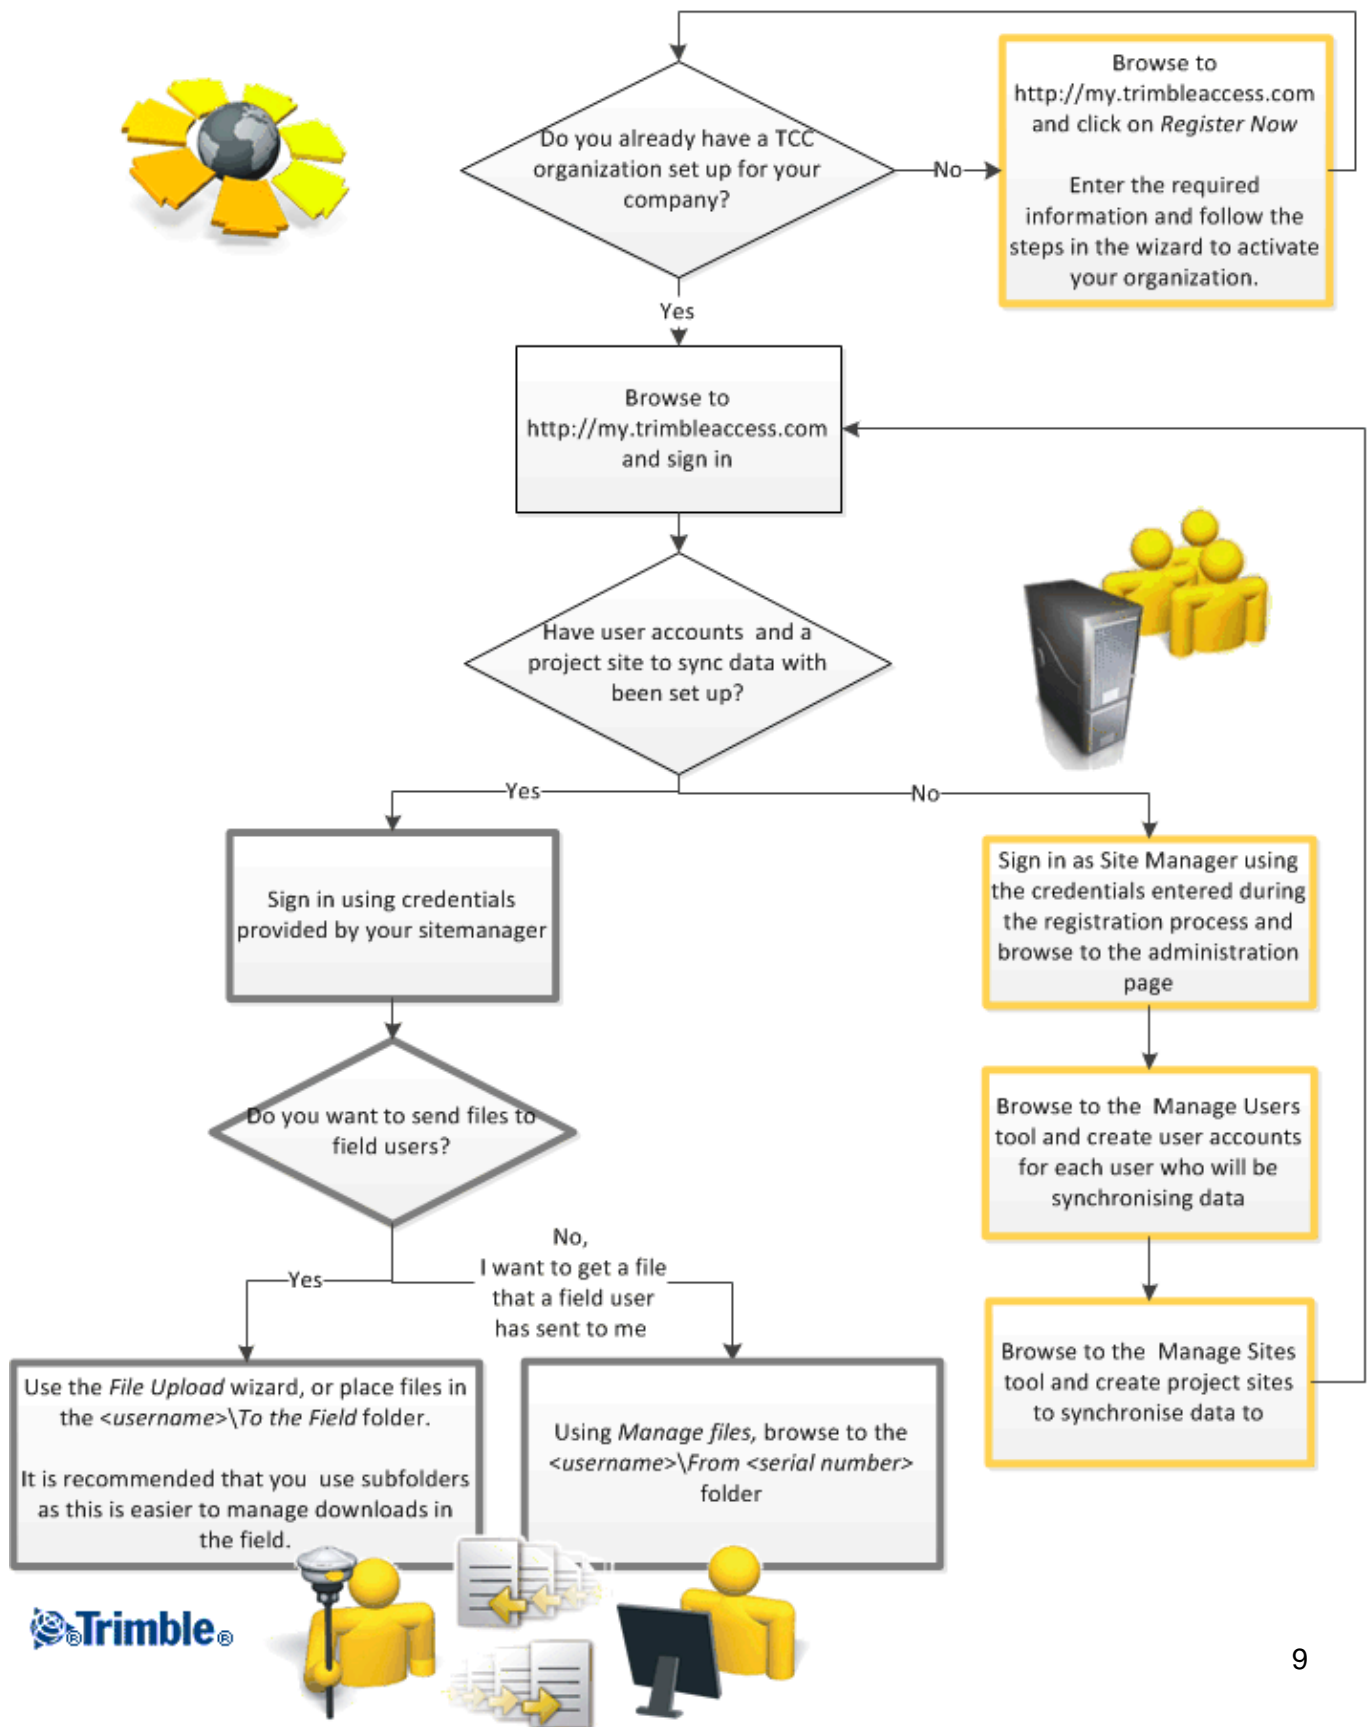 Do you already have a TCC
organization set up for your
company?
No
Browse to
http://my.trimbleaccess.com
and click on Register Now
Enter the required
information and follow the
steps in the wizard to activate
your organization.
Yes
Browse to
http://my.trimbleaccess.com
and sign in
Have user accounts and a
project site to sync data with
been set up?
Yes
No
Sign in using credentials
provided by your sitemanager
Do you want to send files to
field users?
Yes
No,
I want to get a file
that a field user
has sent to me
Use the File Upload wizard, or place files in
the <username>\To the Field folder.
It is recommended that you use subfolders
as this is easier to manage downloads in
the field.
Using Manage files, browse to the
<username>\From <serial number>
folder
Sign in as Site Manager using
the credentials entered during
the registration process and
browse to the administration
page
Browse to the Manage Users
tool and create user accounts
for each user who will be
synchronising data
Browse to the Manage Sites
tool and create project sites
to synchronise data to
®Trimble®
9